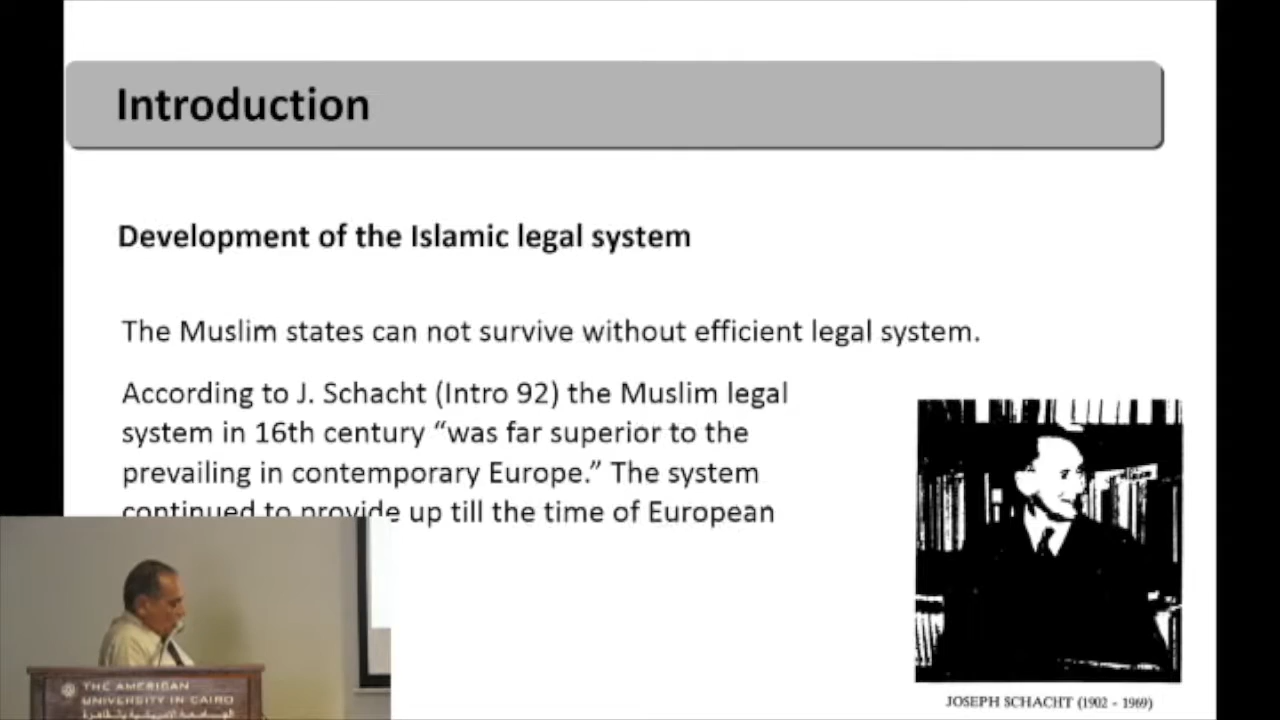 Introduction
Development of the Islamic legal system
The Muslim states can not survive without efficient legal system.
According to J. Schacht (Intro 92) the Muslim legal
system in 16th century “was far superior to the
prevailing in contemporary Europe.” The system
continued to provide up till the time of European
JOSEPH SCHACHT (1902 - 1969)
THE AMERICAN
UNIVERSITY IN CAIRO
الجامعة الأمريكية بالقاهرة